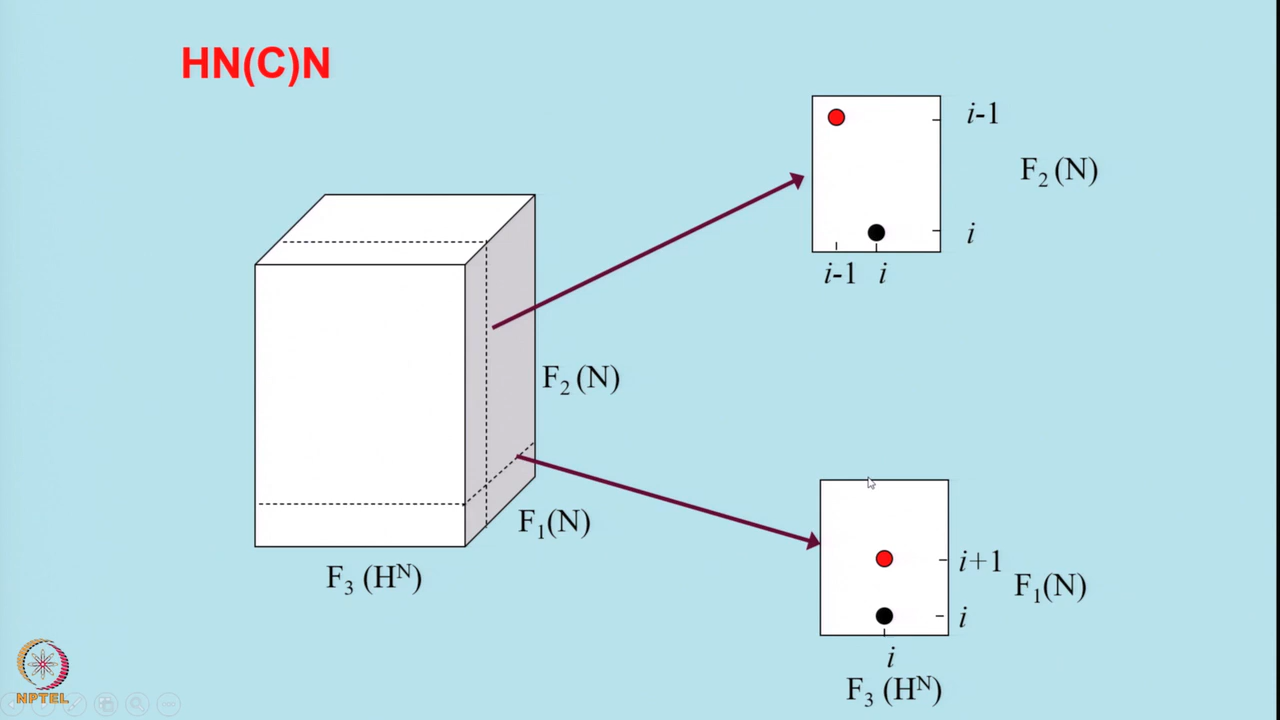 HN(C)N
i-1
F₂ (N)
i
i-1 i
F₂ (N)
F₁(N)
F₃ (Hᴺ)
i+1
F₁(N)
i
i
F₃ (Hᴺ)
NPTEL